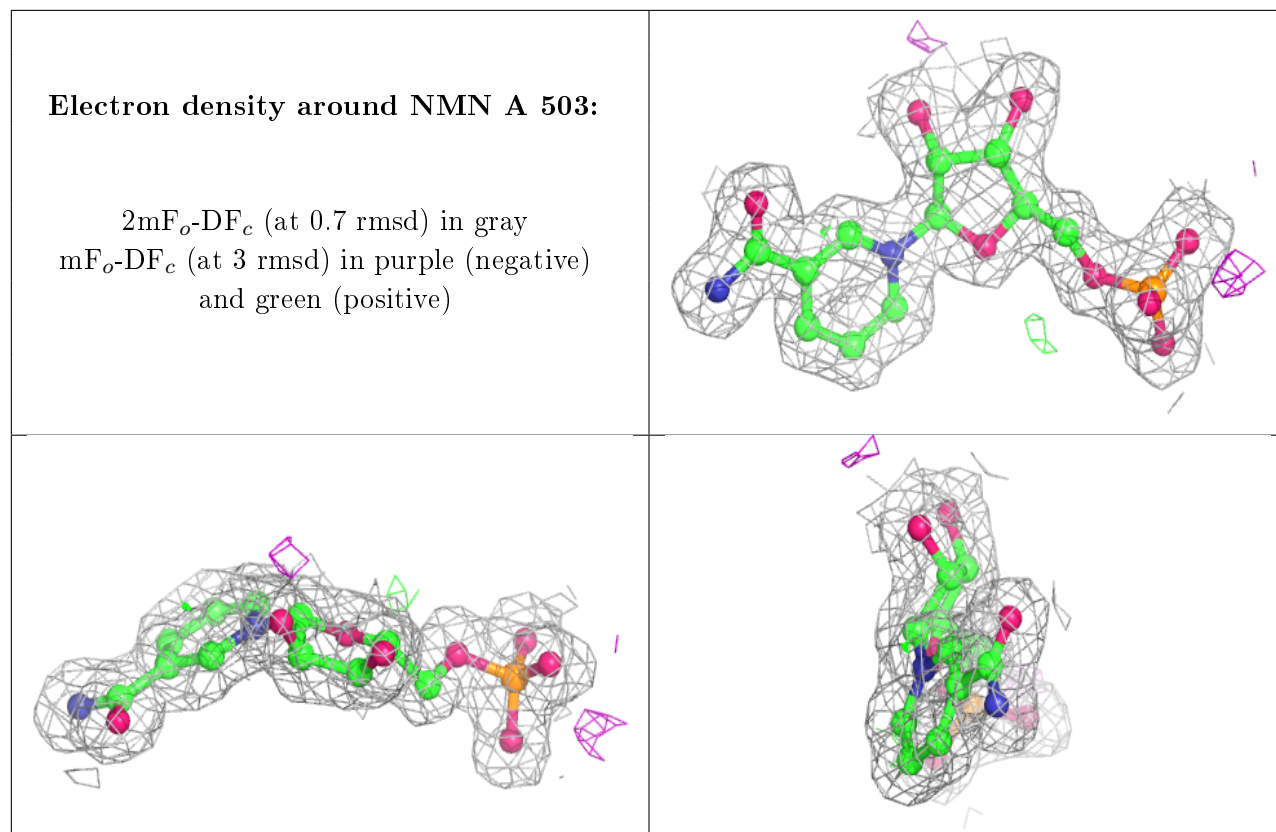 Electron density around NMN A 503:
2mFo-DFc (at 0.7 rmsd) in gray
mFo-DFc (at 3 rmsd) in purple (negative)
and green (positive)